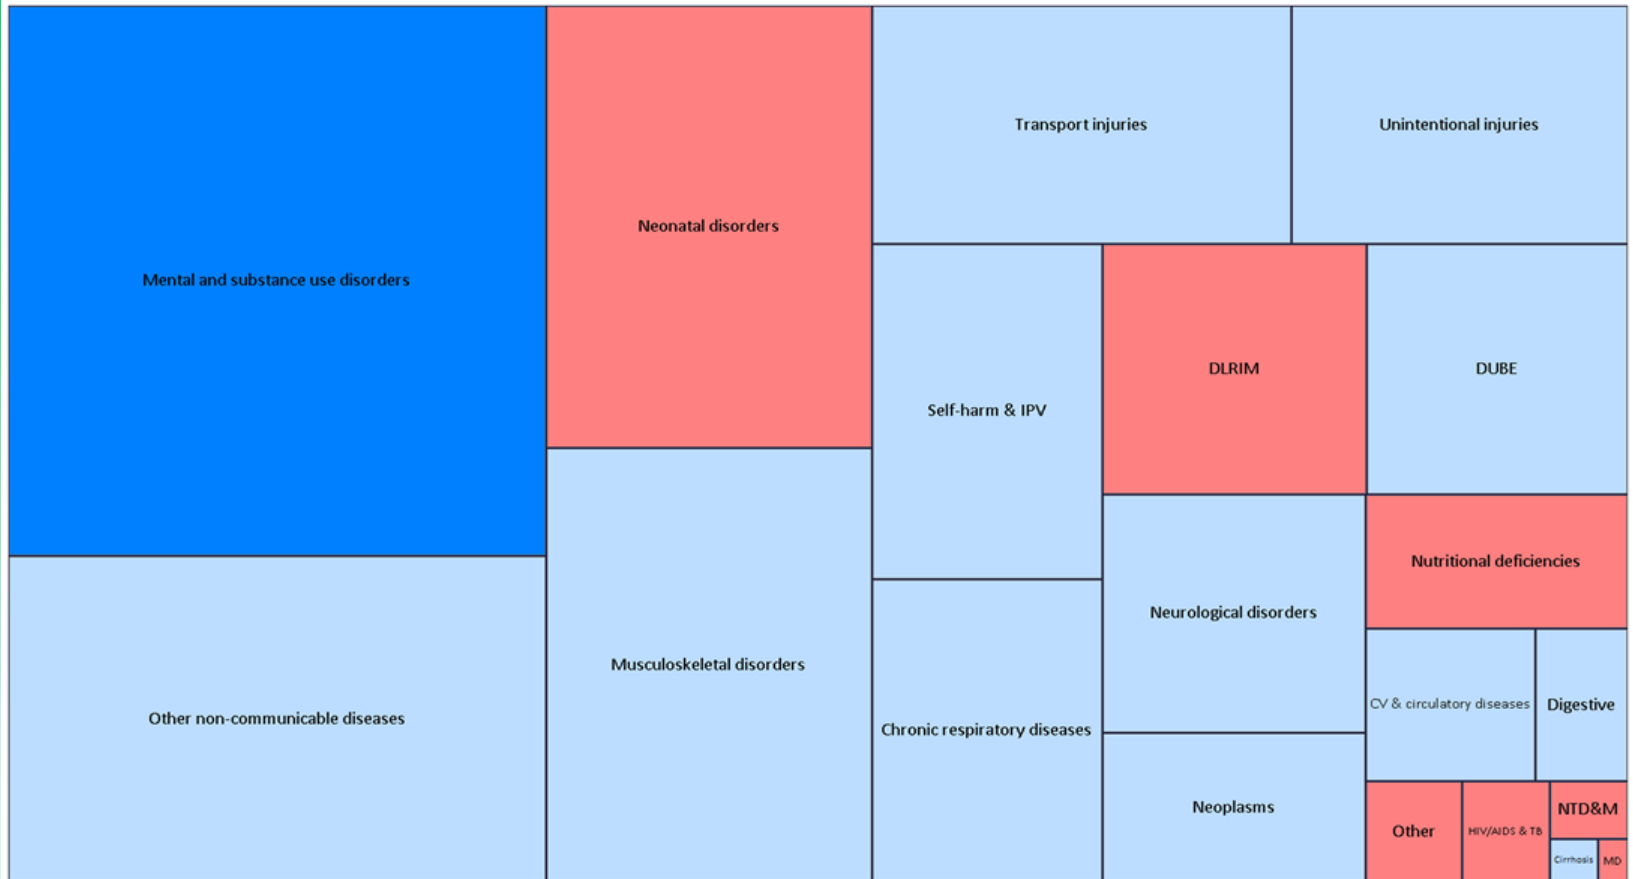 Mental and substance use disorders
Other non-communicable diseases
Neonatal disorders
Musculoskeletal disorders
Transport injuries
Unintentional injuries
Self-harm & IPV
Chronic respiratory diseases
DLRIM
DUBE
Neurological disorders
Neoplasms
Nutritional deficiencies
CV & circulatory diseases
Digestive
Other
HIV/AIDS & TB
NTD&M
Cirrhosis
MD